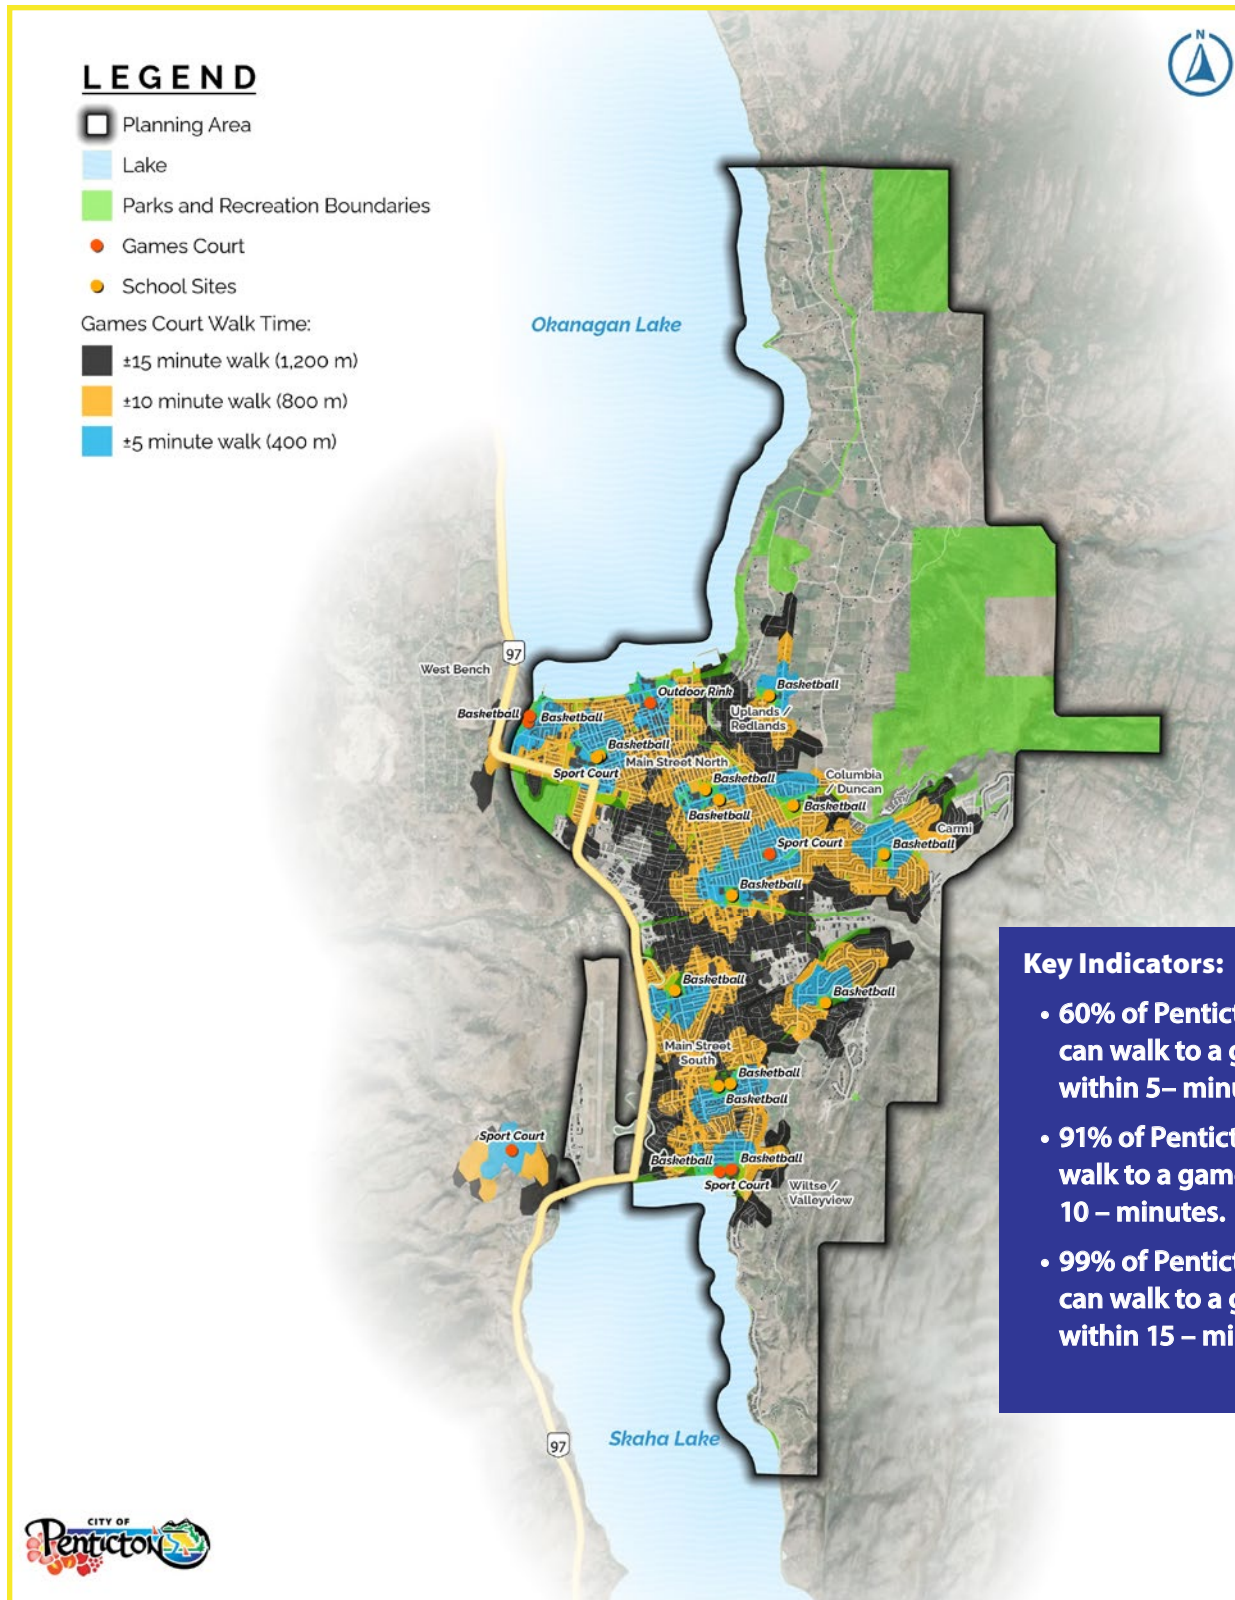 LEGEND
Planning Area
Lake
Parks and Recreation Boundaries
Games Court
School Sites
Games Court Walk Time:
±15 minute walk (1,200 m)
±10 minute walk (800 m)
±5 minute walk (400 m)
N
Okanagan Lake
97
West Bench
Basketball
Outdoor Rink
Uplands /
Redlands
Basketball
Basketball
Basketball
Main Street North
Sport Court
Basketball
Columbia
/ Duncan
Basketball
Basketball
Carmi
Sport Court
Basketball
Basketball
Basketball
Basketball
Main Street
South
Basketball
Basketball
Sport Court
Basketball
Basketball
Sport Court
Wiltse /
Valleyview
Key Indicators:
• 60% of Pentict
can walk to a g
within 5– minu
• 91% of Pentict
walk to a gam
10 – minutes.
• 99% of Pentict
can walk to a g
within 15 – mi
Skaha Lake
97
CITY OF
Penticton